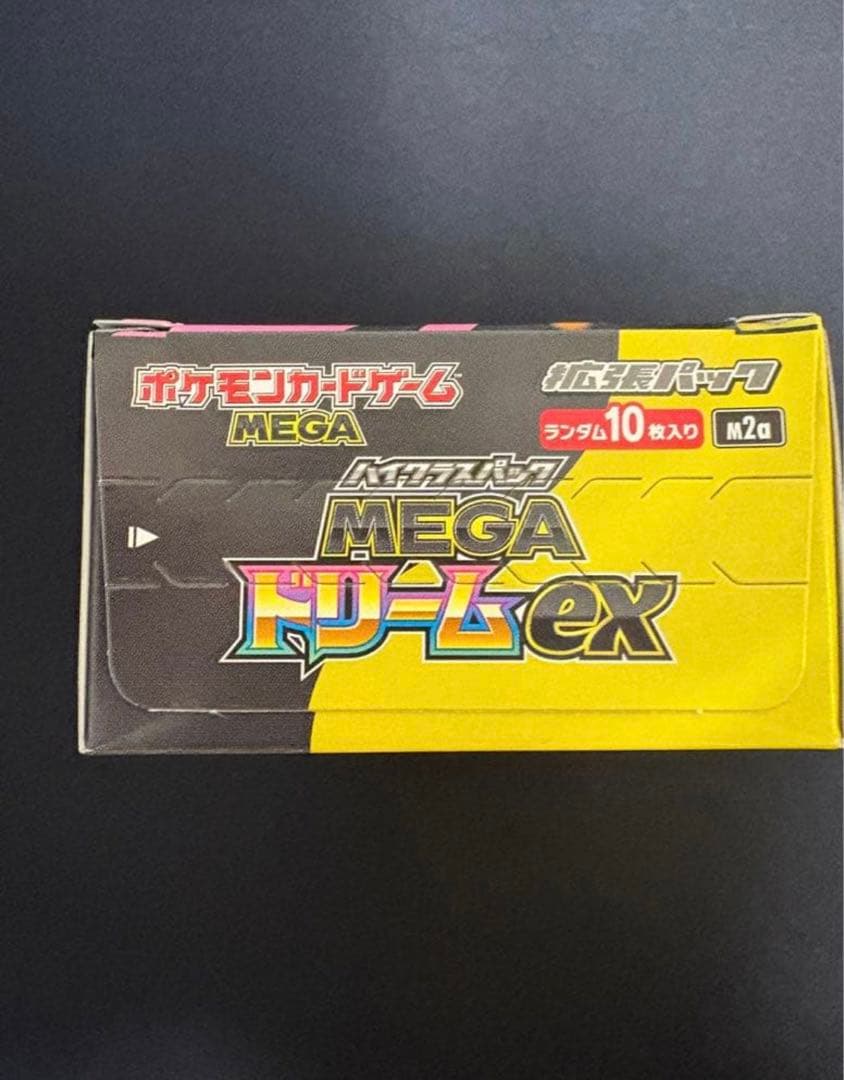 ポケモンカードゲーム
MEGA
拡張パック
ランダム10枚入り M2a
ハイクラスパック
MEGA
ドリームex